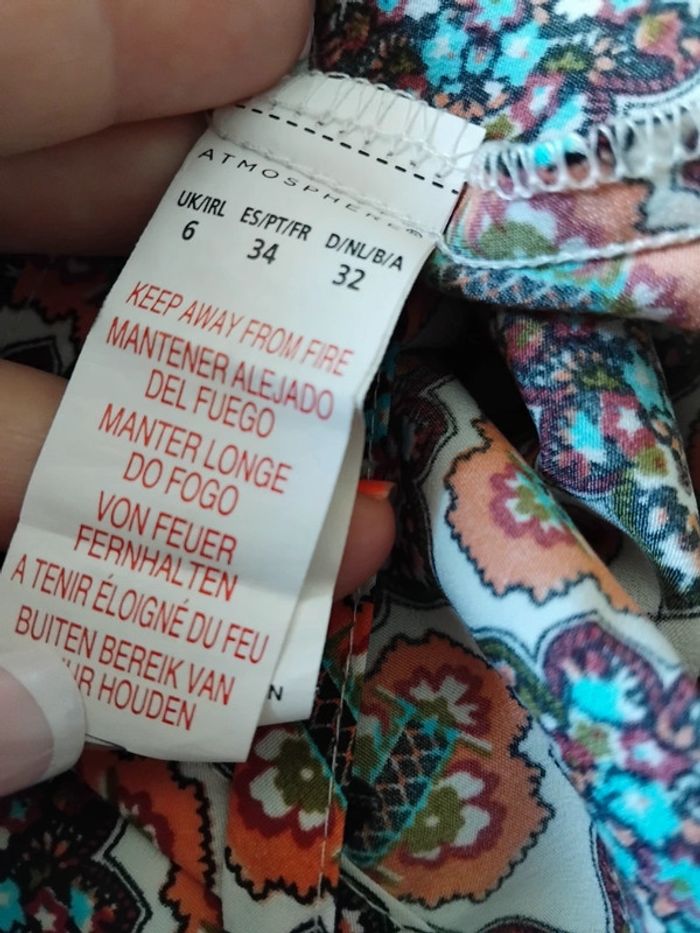 ATMOSPHERE®
UK/IRL ES/PT/FR D/NL/B/A
6 34 32
KEEP AWAY FROM FIRE
MANTENER ALEJADO
DEL FUEGO
MANTER LONGE
DO FOGO
VON FEUER
FERNHALTEN
A TENIR ÉLOIGNÉ DU FEU
BUITEN BEREIK VAN
HOUDEN
N